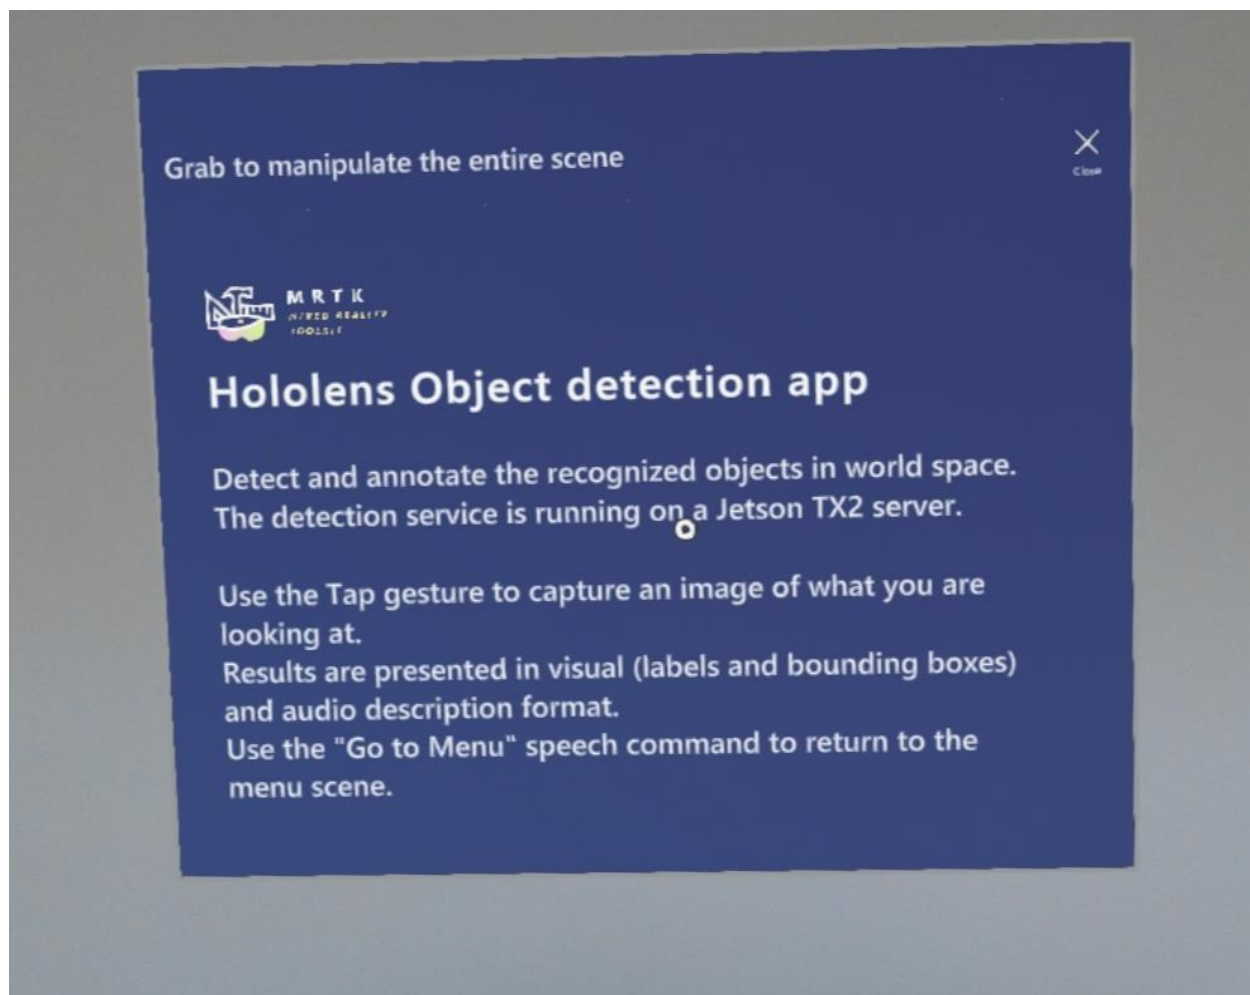 Grab to manipulate the entire scene
Close
MRTK
MIXED REALITY
TOOLKIT
Hololens Object detection app
Detect and annotate the recognized objects in world space.
The detection service is running on a Jetson TX2 server.
Use the Tap gesture to capture an image of what you are
looking at.
Results are presented in visual (labels and bounding boxes)
and audio description format.
Use the "Go to Menu" speech command to return to the
menu scene.